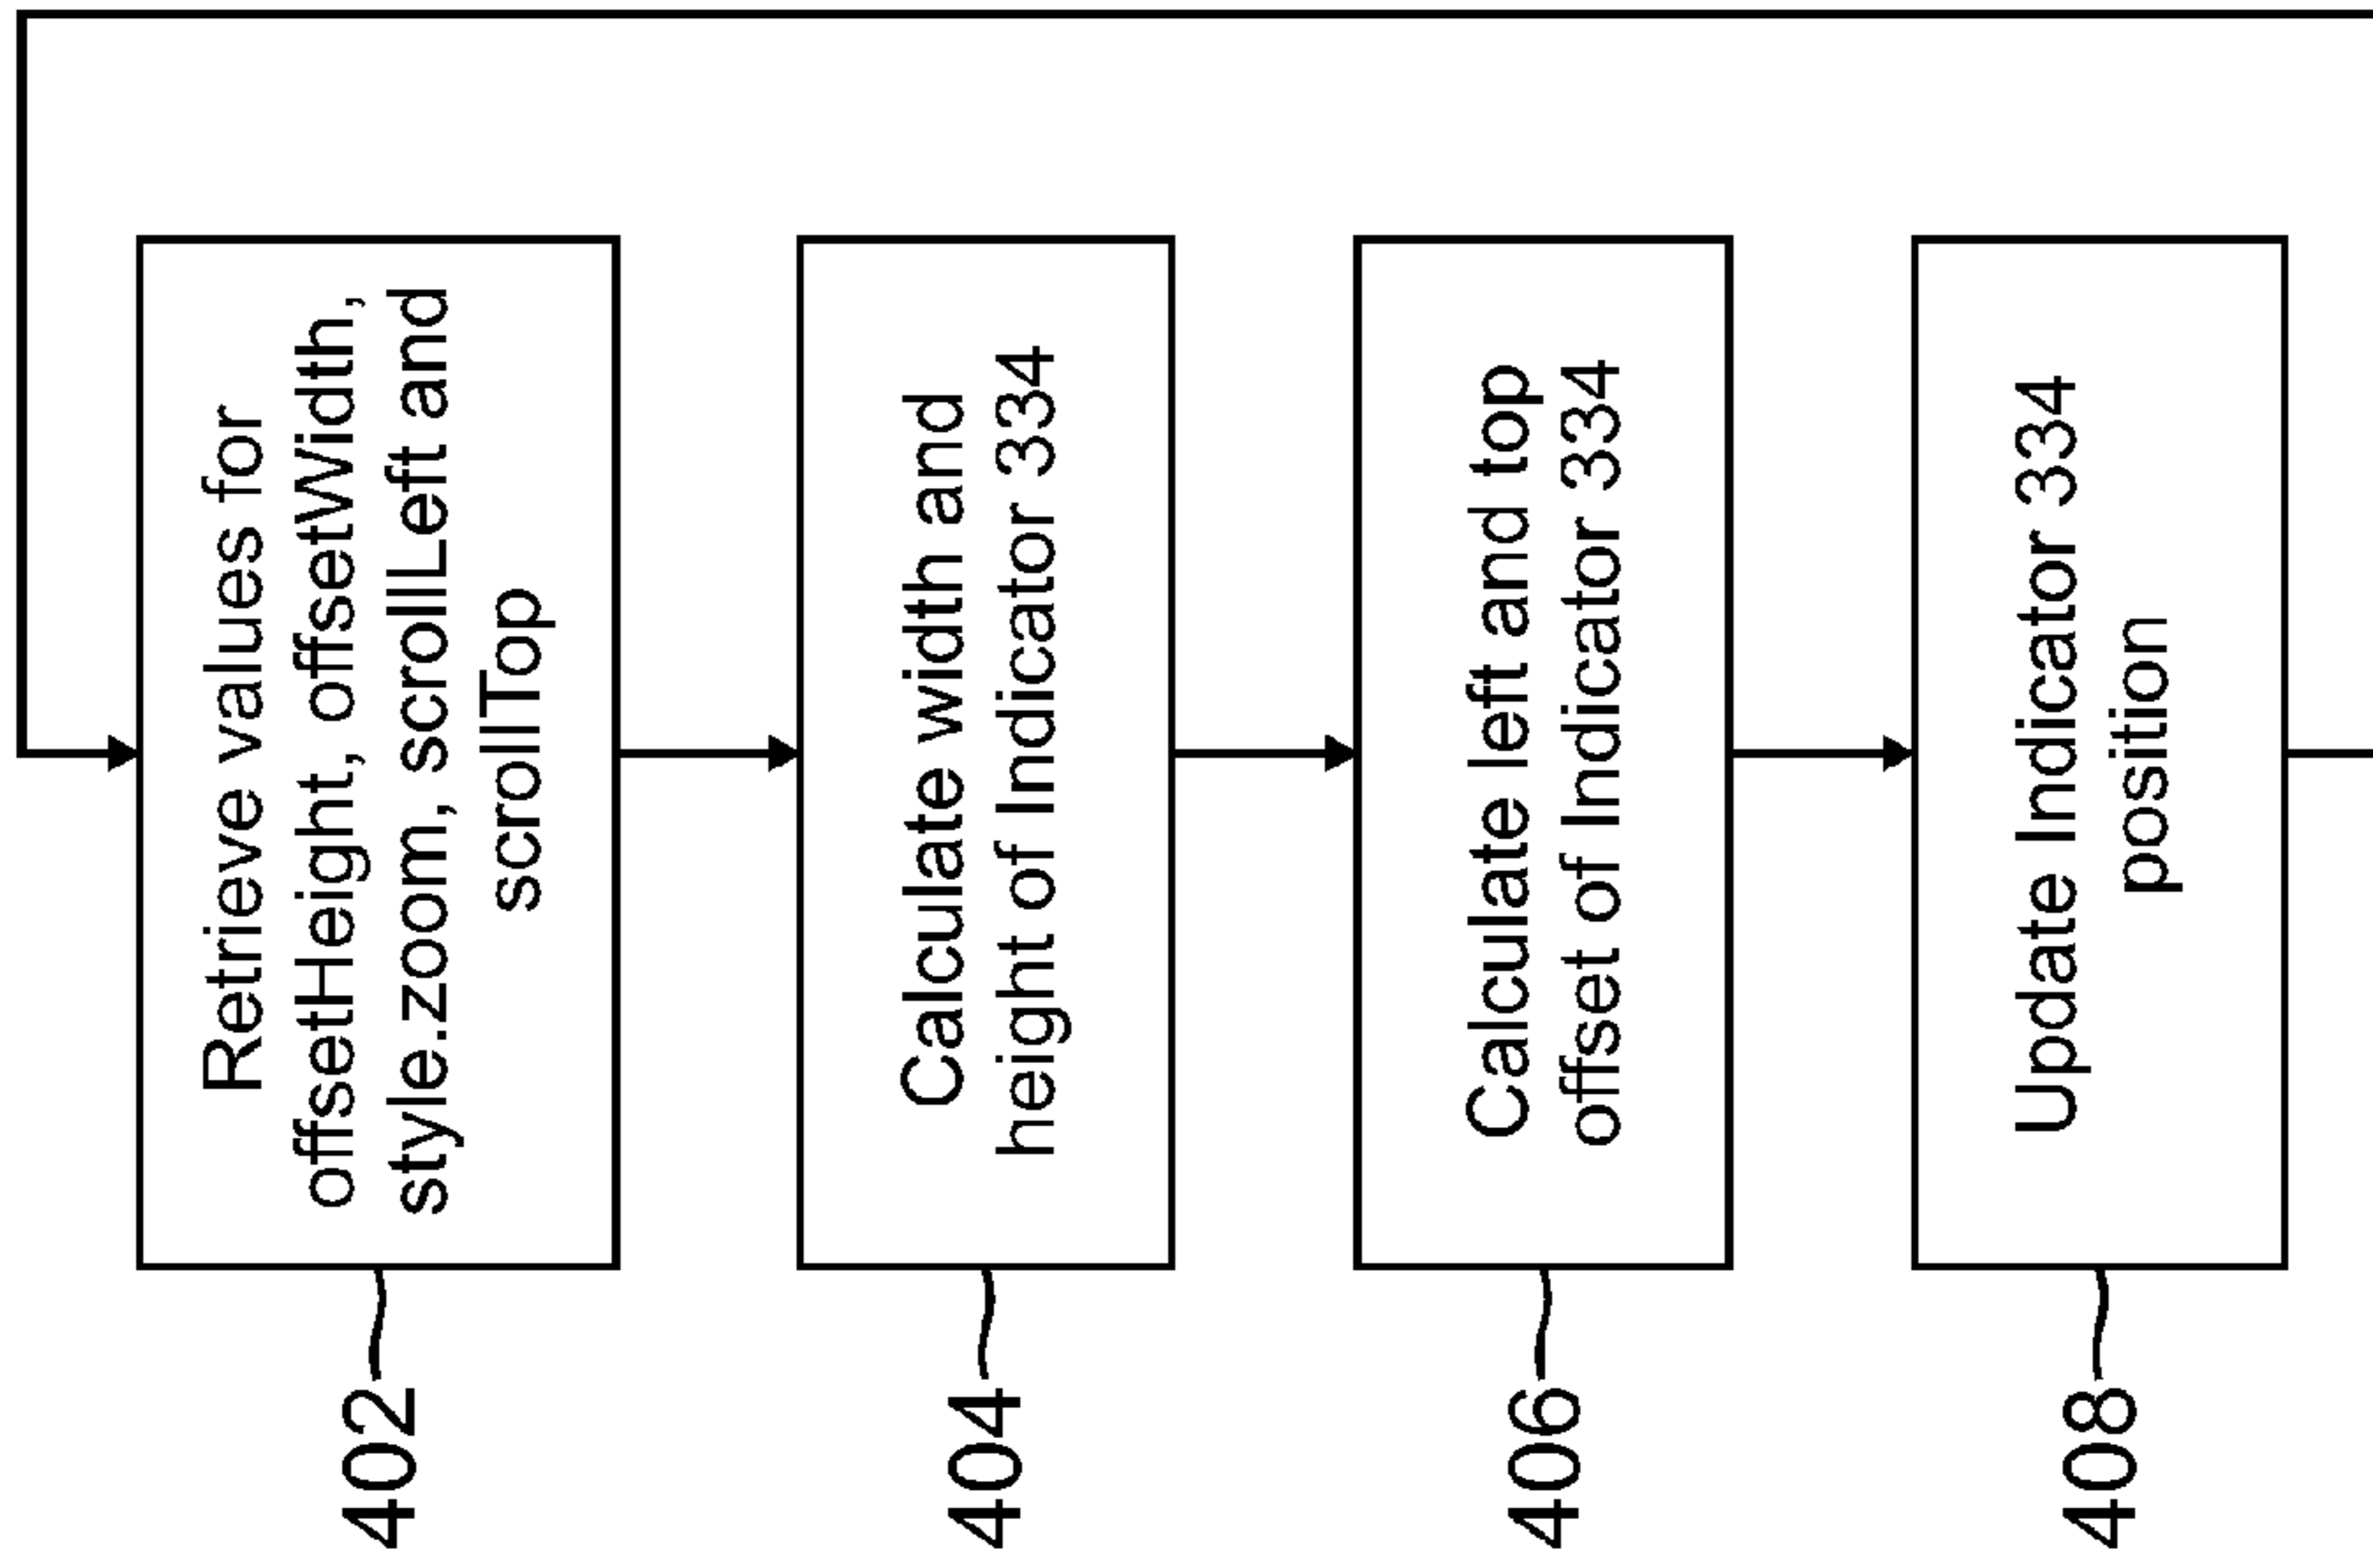 402
Retrieve values for
offsetHeight, offsetWidth,
style.zoom, scrollLeft and
scrollTop
404
Calculate width and
height of Indicator 334
406
Calculate left and top
offset of Indicator 334
408
Update Indicator 334
position